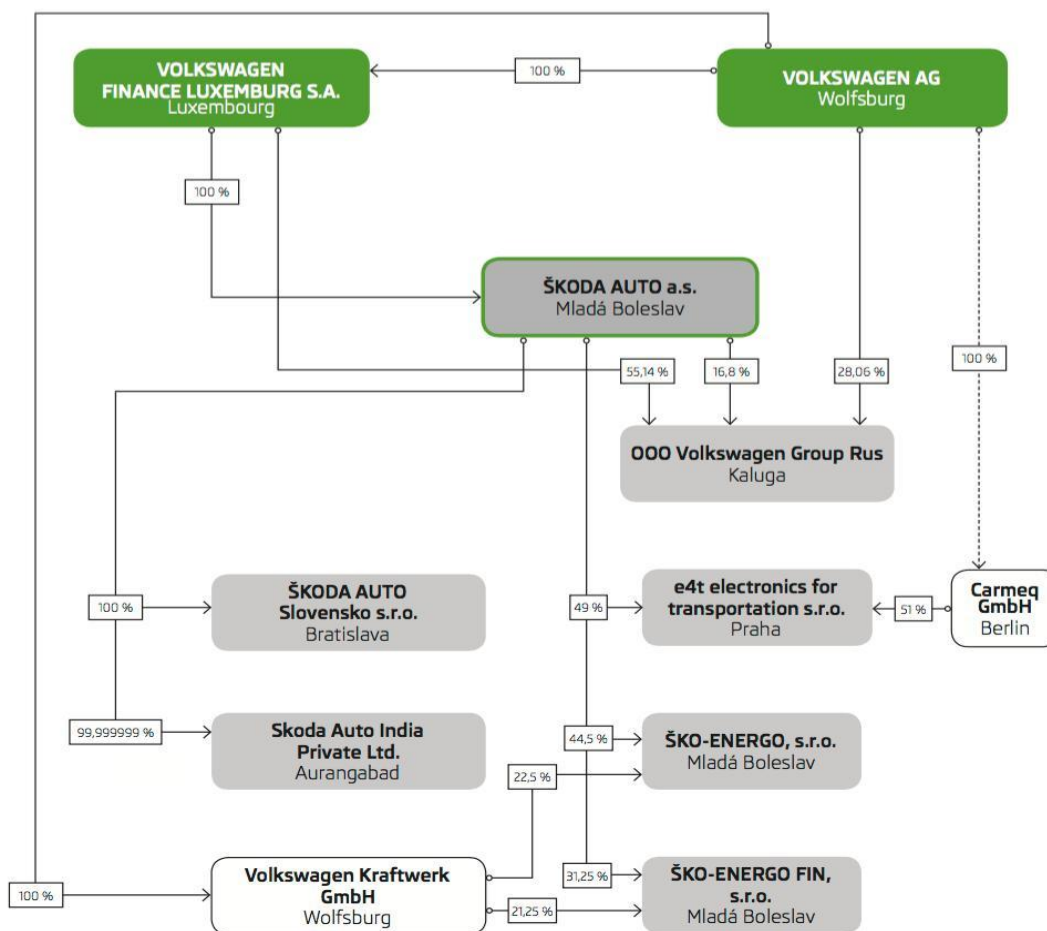 VOLKSWAGEN
FINANCE LUXEMBURG S.A.
Luxembourg
100 %
VOLKSWAGEN AG
Wolfsburg
100 %
ŠKODA AUTO a.s.
Mladá Boleslav
55,14 %
16,8 %
28,06 %
100 %
OOO Volkswagen Group Rus
Kaluga
100 %
ŠKODA AUTO
Slovensko s.r.o.
Bratislava
49 %
e4t electronics for
transportation s.r.o.
Praha
51 %
Carmeq
GmbH
Berlin
99,999999 %
Skoda Auto India
Private Ltd.
Aurangabad
44,5 %
22,5 %
ŠKO-ENERGO, s.r.o.
Mladá Boleslav
100 %
Volkswagen Kraftwerk
GmbH
Wolfsburg
31,25 %
21,25 %
ŠKO-ENERGO FIN,
s.r.o.
Mladá Boleslav